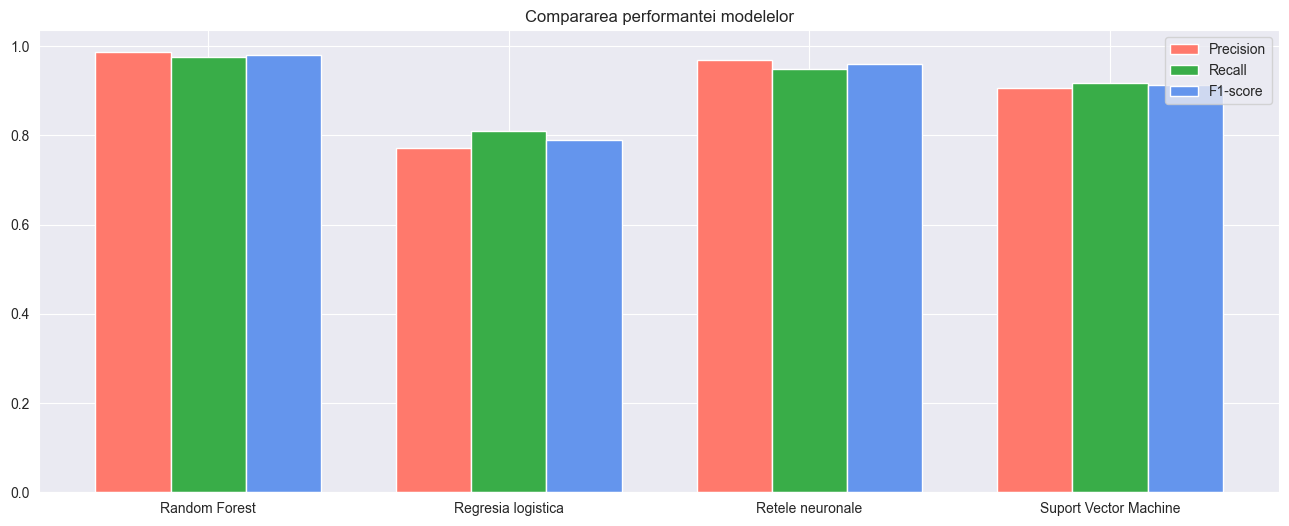 Compararea performantei modelelor
Precision
Recall
F1-score
1.0
0.8
0.6
0.4
0.2
0.0
Random Forest
Regresia logistica
Retele neuronale
Suport Vector Machine